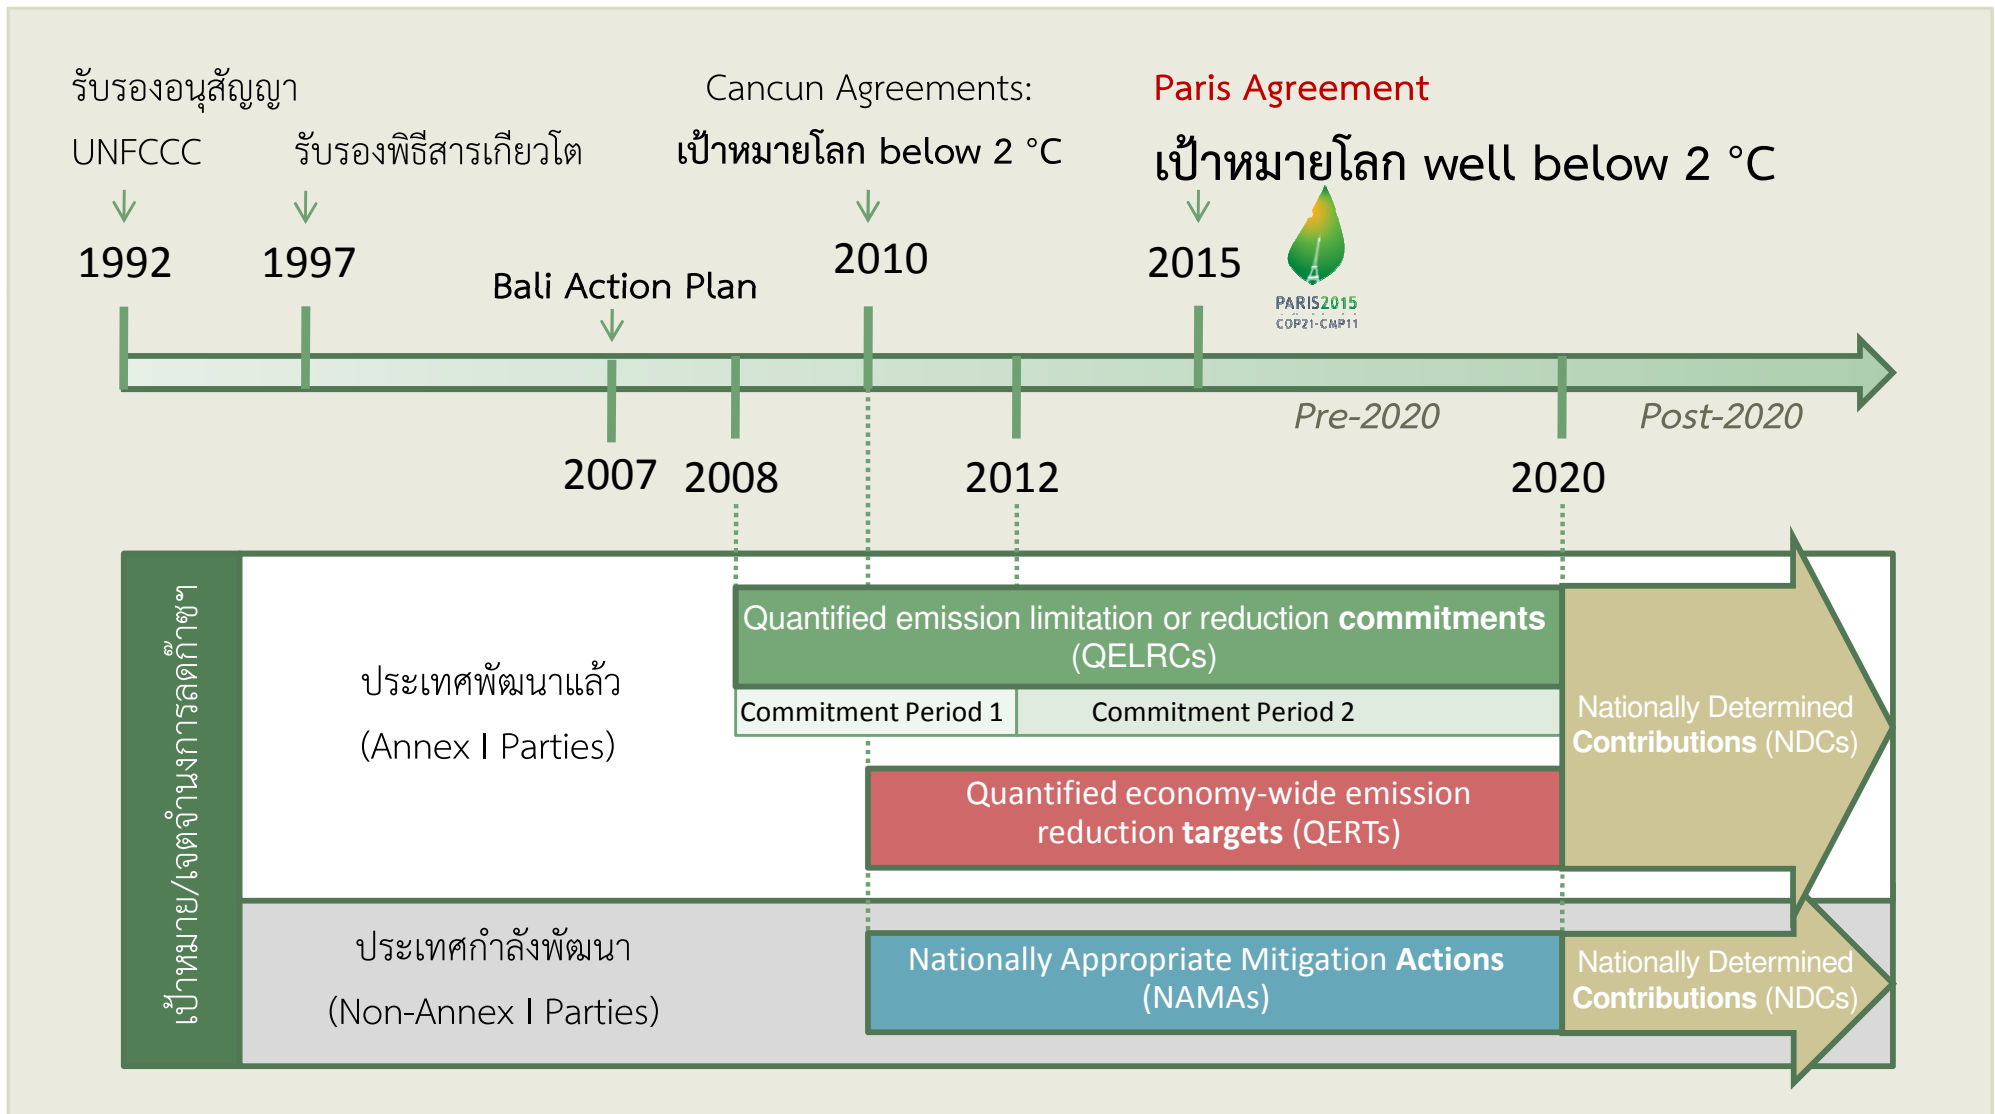 รับรองอนุสัญญา
UNFCCC
รับรองพิธีสารเกียวโต
Cancun Agreements:
เป้าหมายโลก below 2 °C
Paris Agreement
เป้าหมายโลก well below 2 °C
1992
1997
Bali Action Plan
2010
2015
PARIS2015
COP21-CMP11
Pre-2020
Post-2020
2007
2008
2012
2020
เป้าหมาย/เจตจำนงการลดก๊าซฯ
ประเทศพัฒนาแล้ว
(Annex I Parties)
Quantified emission limitation or reduction commitments
(QELRCs)
Commitment Period 1
Commitment Period 2
Quantified economy-wide emission
reduction targets (QERTs)
Nationally Determined
Contributions (NDCs)
ประเทศกำลังพัฒนา
(Non-Annex I Parties)
Nationally Appropriate Mitigation Actions
(NAMAs)
Nationally Determined
Contributions (NDCs)